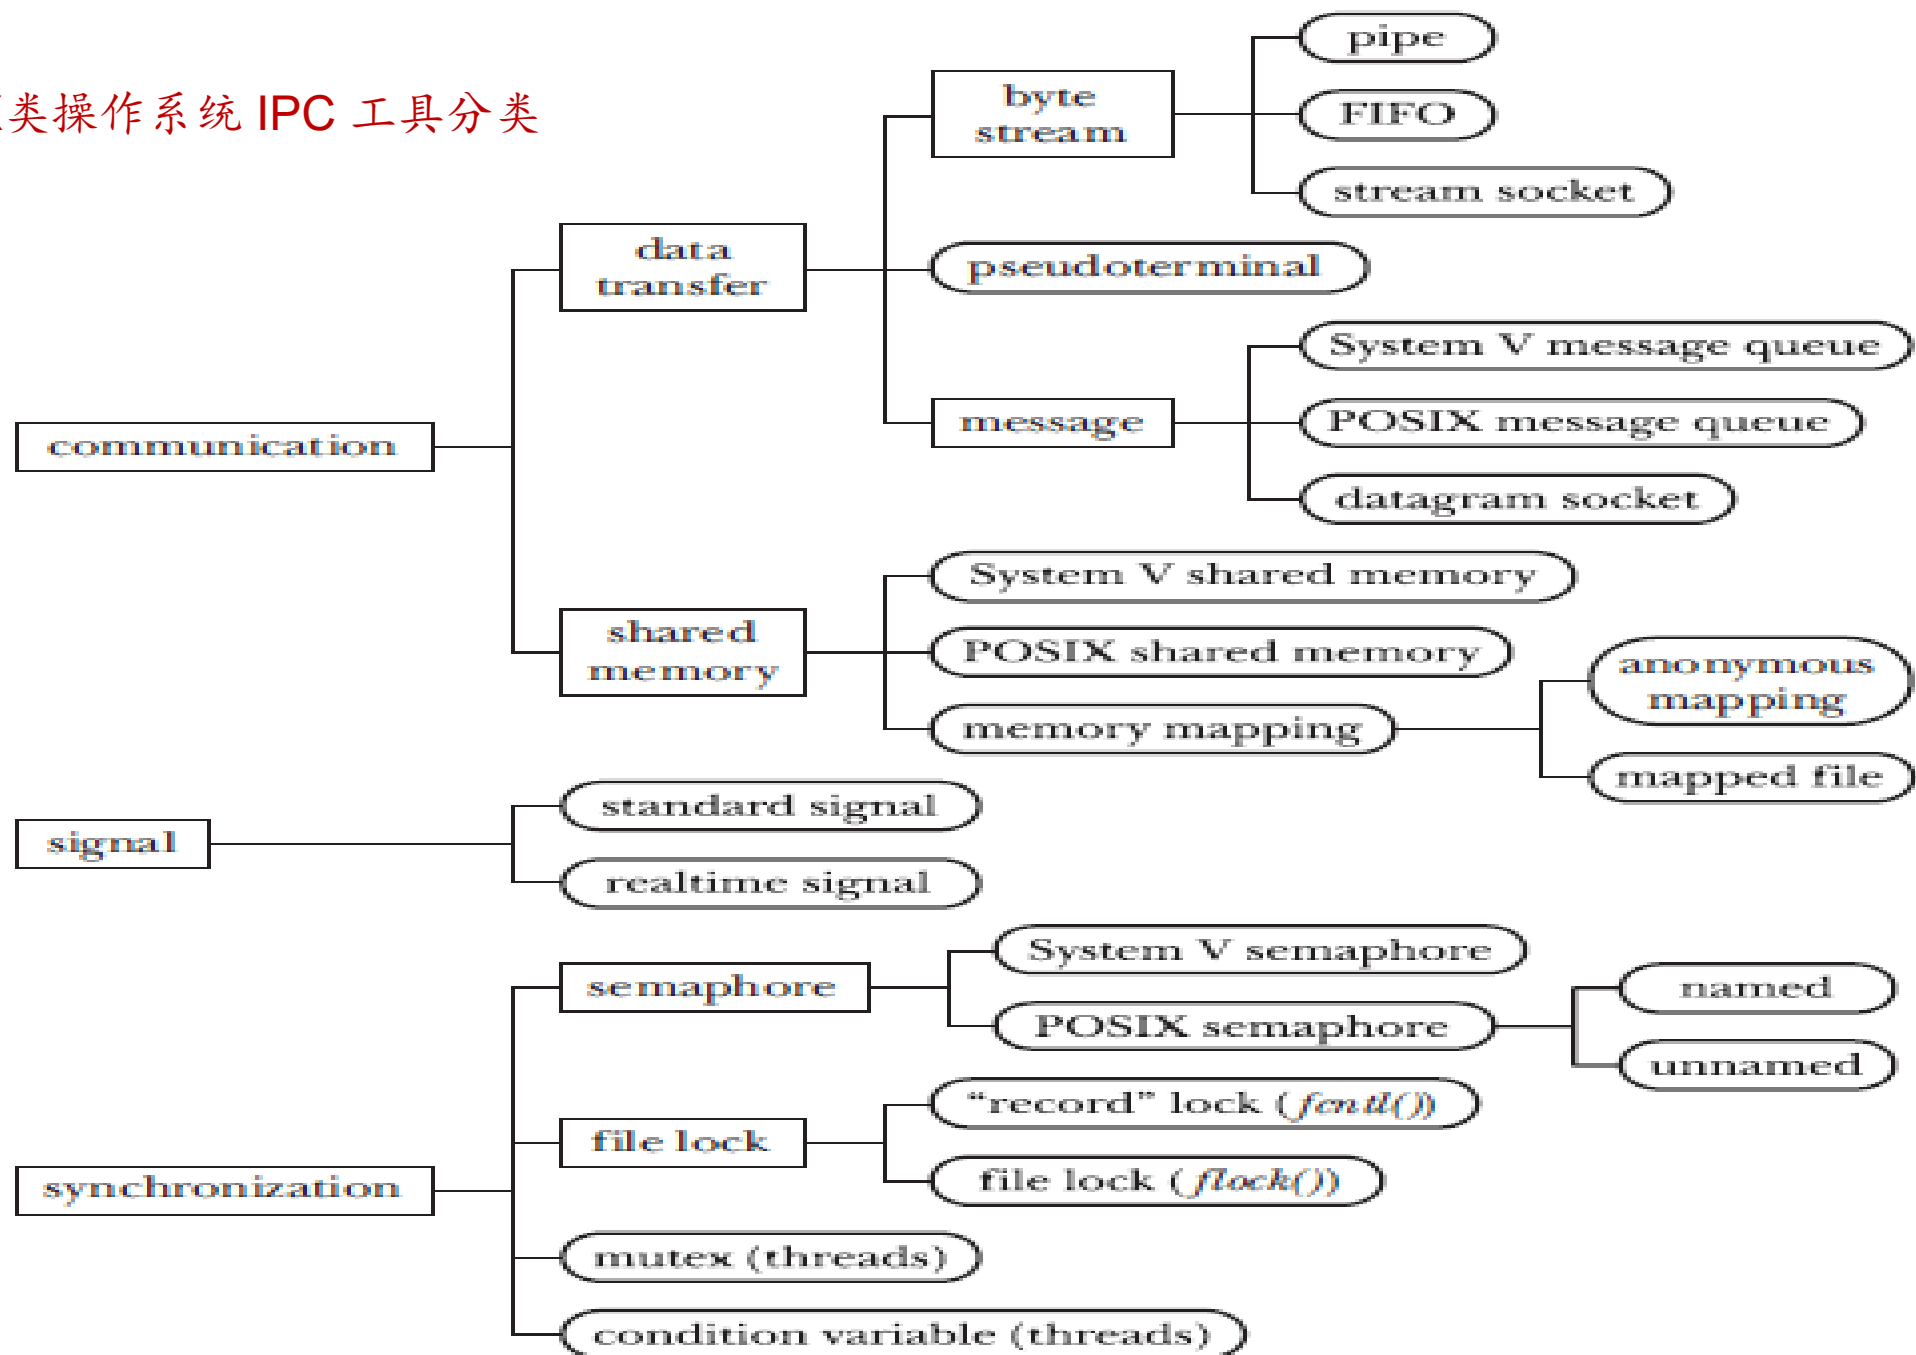 类操作系统 IPC 工具分类
pipe
byte
stream
FIFO
stream socket
data
transfer
pseudoterminal
System V message queue
message
POSIX message queue
datagram socket
communication
System V shared memory
shared
memory
POSIX shared memory
memory mapping
anonymous
mapping
mapped file
signal
standard signal
realtime signal
semaphore
System V semaphore
POSIX semaphore
named
unnamed
synchronization
file lock
“record” lock (fcntl())
file lock (flock())
mutex (threads)
condition variable (threads)